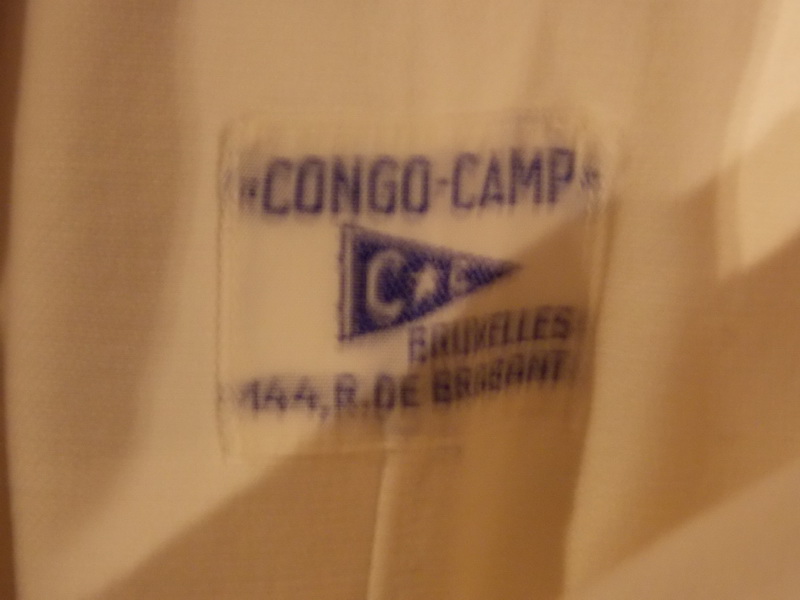 "CONGO-CAMP"
C★C
BRUXELLES
144, R. DE BRABANT